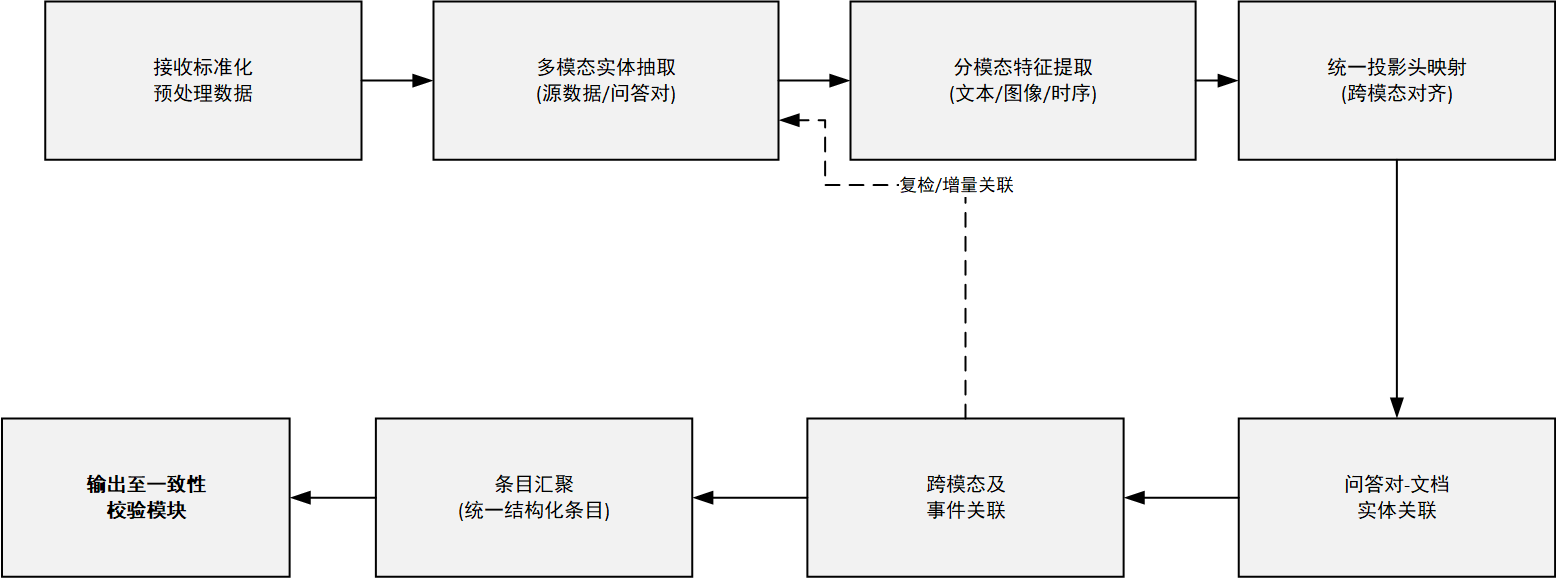 接收标准化
预处理数据
多模态实体抽取
(源数据/问答对)
分模态特征提取
(文本/图像/时序)
统一投影头映射
(跨模态对齐)
复检/增量关联
输出至一致性
校验模块
条目汇聚
(统一结构化条目)
跨模态及
事件关联
问答对-文档
实体关联